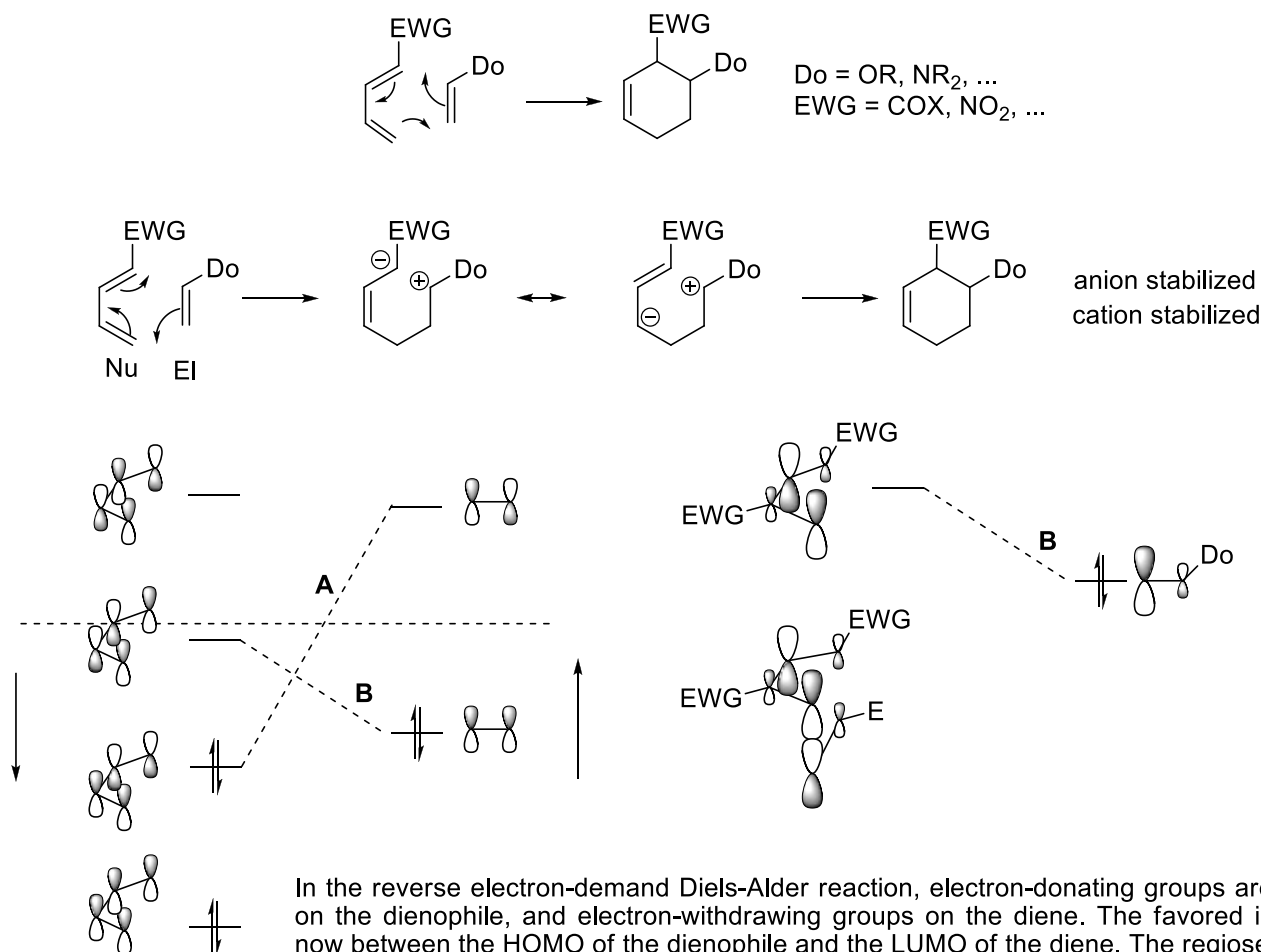 EWG
Do
EWG
Do
Do = OR, NR2, ...
EWG = COX, NO2, ...
EWG
Do
Nu
El
EWG
Do
EWG
Do
EWG
Do
anion stabilized
cation stabilized
EWG
EWG
A
B
B
Do
EWG
EWG
E
In the reverse electron-demand Diels-Alder reaction, electron-donating groups are
on the dienophile, and electron-withdrawing groups on the diene. The favored
now between the HOMO of the dienophile and the LUMO of the diene. The